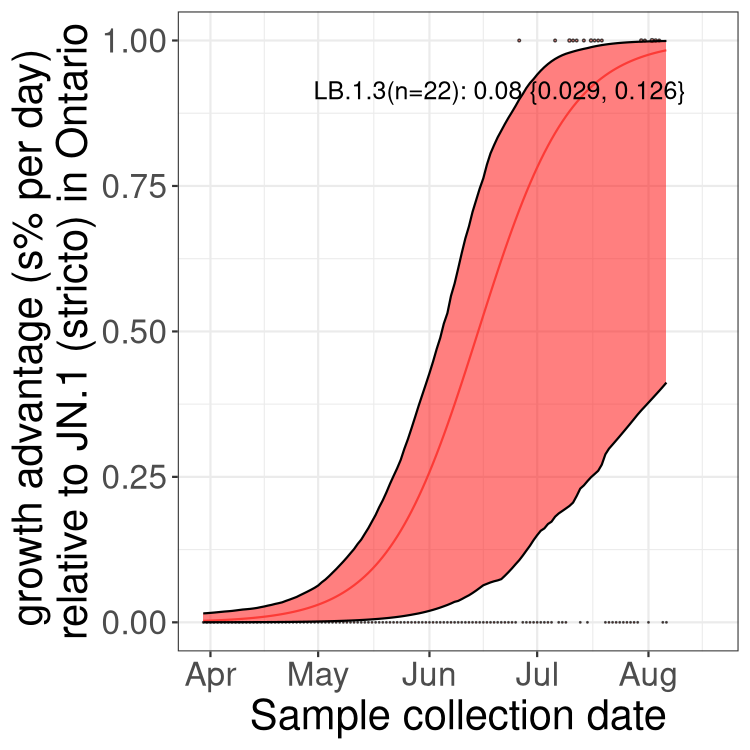 growth advantage (s% per day)
relative to JN.1 (stricto) in Ontario
1.00
0.75
0.50
0.25
0.00
LB.1.3(n=22): 0.08 {0.029, 0.126}
Apr
May
Jun
Jul
Aug
Sample collection date